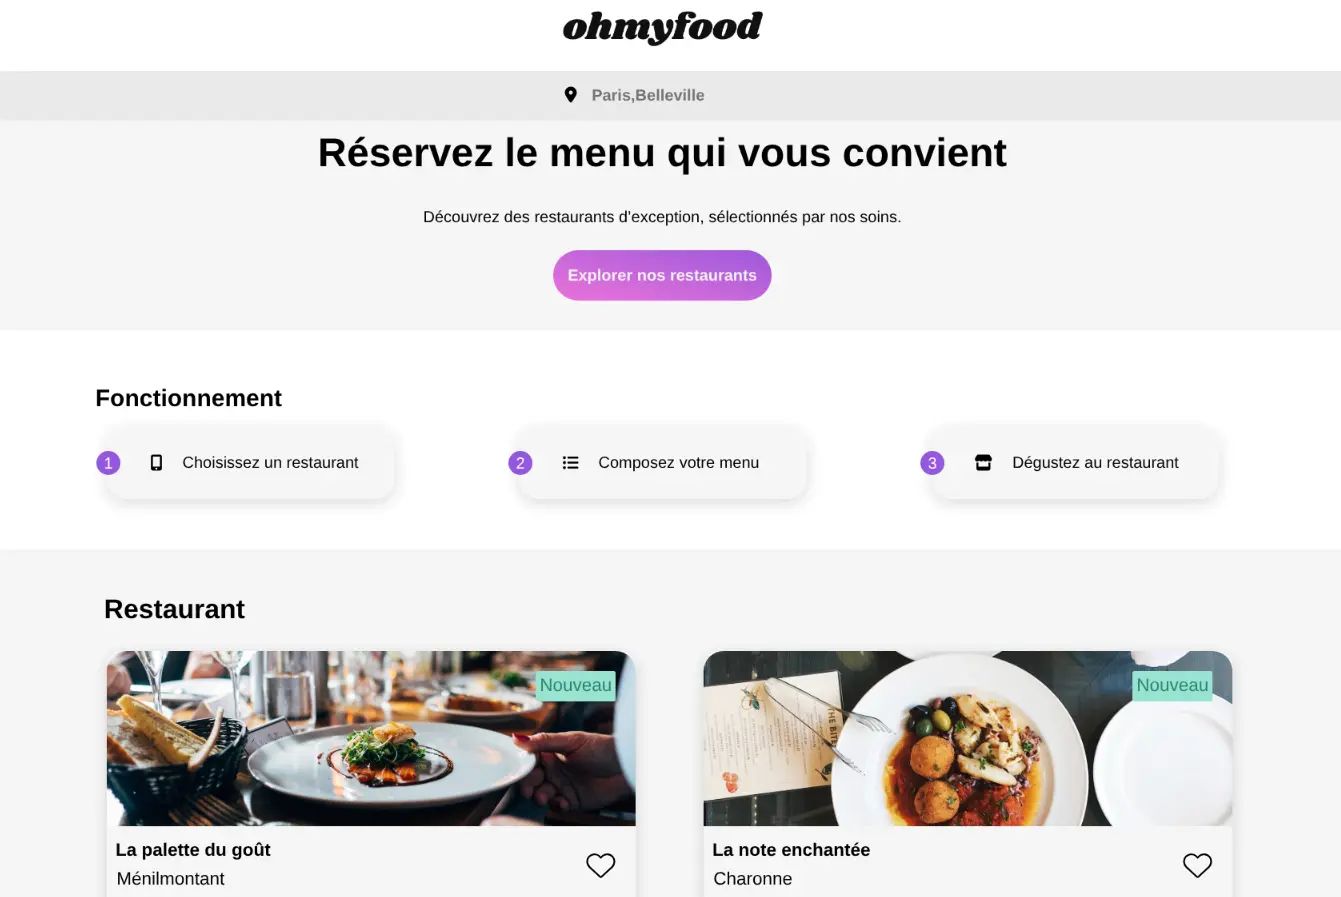 ohmyfood
Paris,Belleville
Réservez le menu qui vous convient
Découvrez des restaurants d’exception, sélectionnés par nos soins.
Explorer nos restaurants
Fonctionnement
1 Choisissez un restaurant
2 Composez votre menu
3 Dégustez au restaurant
Restaurant
Nouveau
Nouveau
THE BITE
La palette du goût
Ménilmontant
La note enchantée
Charonne